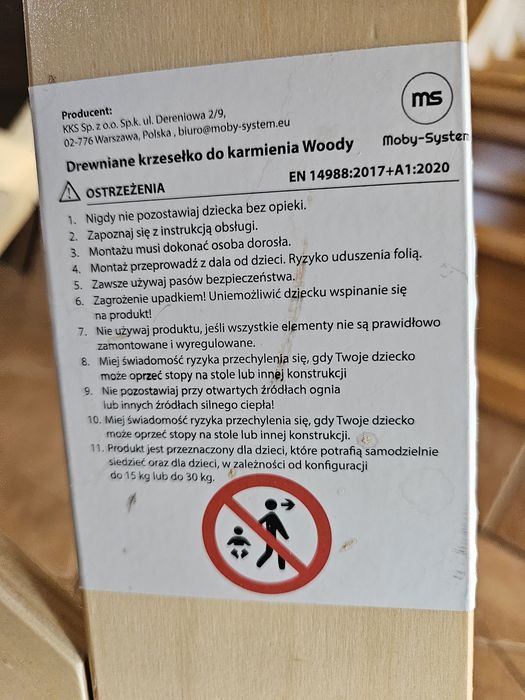 Producent:
KKS Sp. z o.o. Sp.k. ul. Dereniowa 2/9,
02-776 Warszawa, Polska , biuro@moby-system.eu
ms
Moby-System
Drewniane krzesełko do karmienia Woody
EN 14988:2017+A1:2020
OSTRZEŻENIA
1. Nigdy nie pozostawiaj dziecka bez opieki.
2. Zapoznaj się z instrukcją obsługi.
3. Montażu musi dokonać osoba dorosła.
4. Montaż przeprowadź z dala od dzieci. Ryzyko uduszenia folią.
5. Zawsze używaj pasów bezpieczeństwa.
6. Zagrożenie upadkiem! Uniemożliwić dziecku wspinanie się
na produkt!
7. Nie używaj produktu, jeśli wszystkie elementy nie są prawidłowo
zamontowane i wyregulowane.
8. Miej świadomość ryzyka przechylenia się, gdy Twoje dziecko
może oprzeć stopy na stole lub innej konstrukcji
9. Nie pozostawiaj przy otwartych źródłach ognia
lub innych źródłach silnego ciepła!
10. Miej świadomość ryzyka przechylenia się, gdy Twoje dziecko
może oprzeć stopy na stole lub innej konstrukcji.
11. Produkt jest przeznaczony dla dzieci, które potrafią samodzielnie
siedzieć oraz dla dzieci, w zależności od konfiguracji
do 15 kg lub do 30 kg.